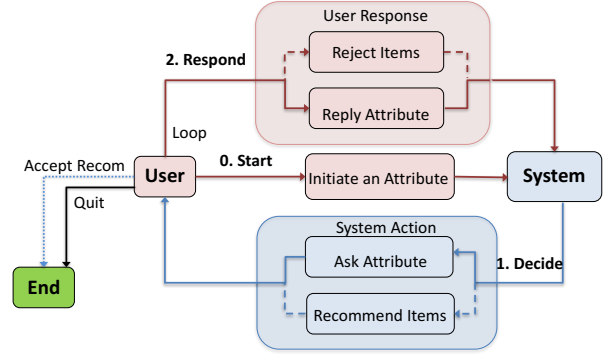 User Response
2. Respond
Reject Items
Reply Attribute
Loop
Accept Recom
0. Start
User
Initiate an Attribute
System
Quit
System Action
Ask Attribute
1. Decide
End
Recommend Items